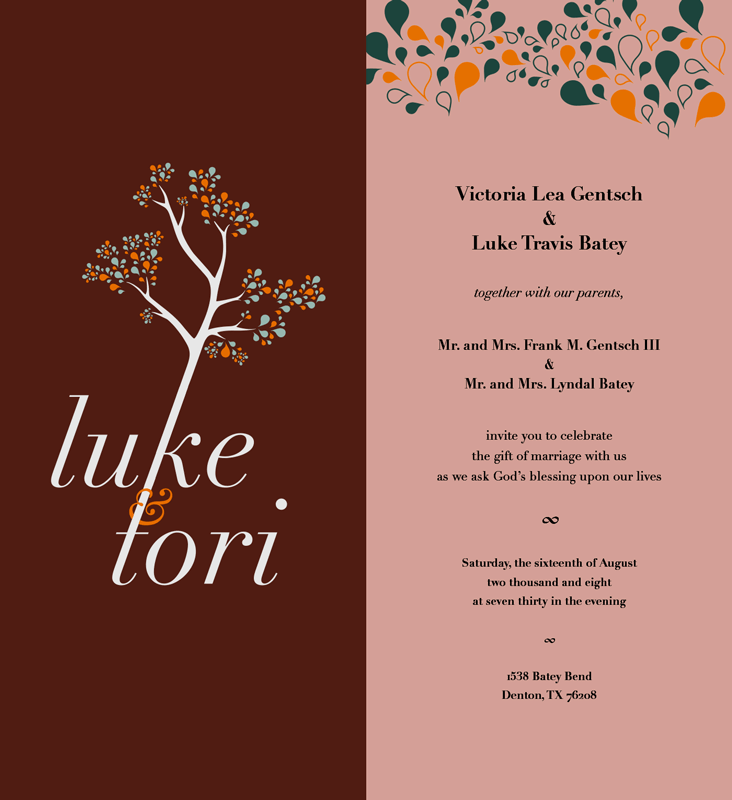 luke
&
tori
Victoria Lea Gentsch
&
Luke Travis Batey
together with our parents,
Mr. and Mrs. Frank M. Gentsch III
&
Mr. and Mrs. Lyndal Batey
invite you to celebrate
the gift of marriage with us
as we ask God's blessing upon our lives
Saturday, the sixteenth of August
two thousand and eight
at seven thirty in the evening
1538 Batey Bend
Denton, TX 76208